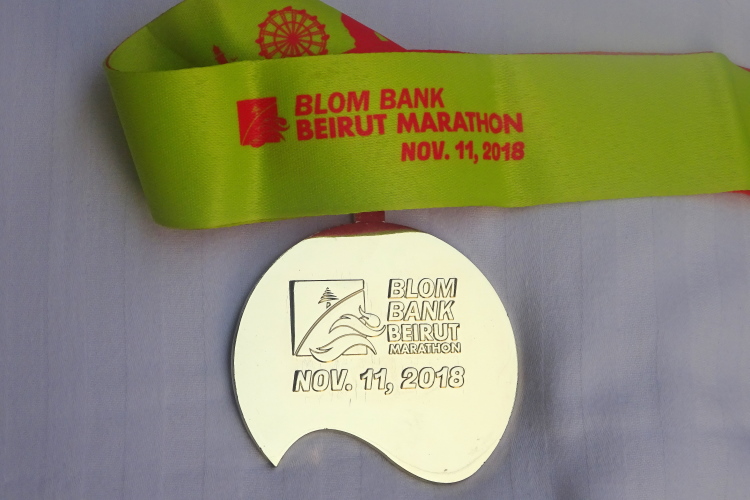 BLOM BANK
BEIRUT MARATHON
NOV. 11, 2018
BLOM
BANK
BEIRUT
MARATHON
NOV. 11, 2018